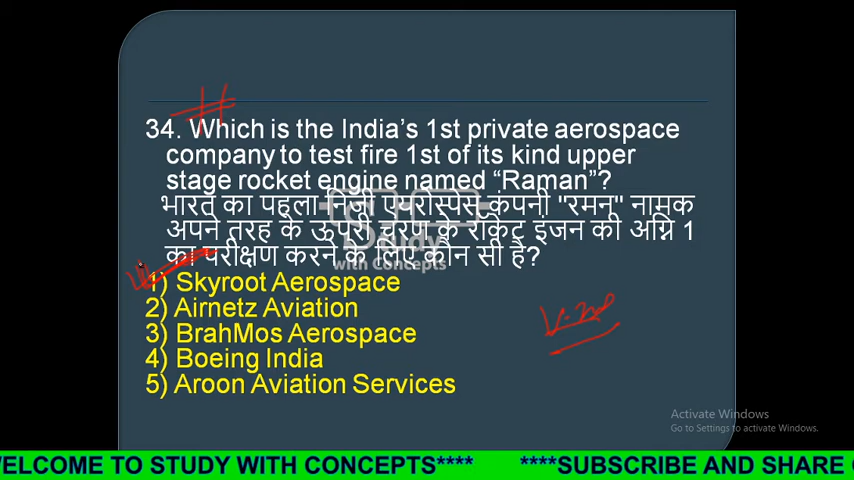 34. Which is the India's 1st private aerospace
company to test fire 1st of its kind upper
stage rocket engine named “Raman”?
भारत का पहला निजी एयरोस्पेस कंपनी "रमन" नामक
अपने तरह के ऊपरी चरण के रॉकेट इंजन की अग्नि 1
का परीक्षण करने के लिए कौन सी है?
Study
with Concepts
1) Skyroot Aerospace
2) Airnetz Aviation
3) BrahMos Aerospace
4) Boeing India
5) Aroon Aviation Services
Activate Windows
Go to Settings to activate Windows.
WELCOME TO STUDY WITH CONCEPTS**** ****SUBSCRIBE AND SHARE